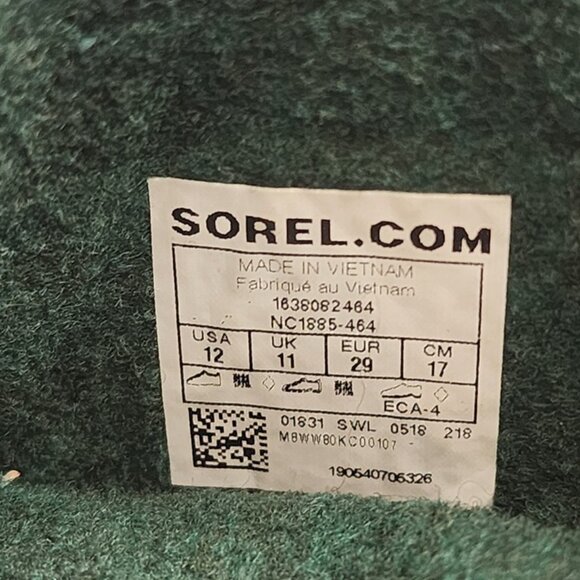 SOREL.COM
MADE IN VIETNAM
Fabriqué au Vietnam
1638082464
NC1885-464
USA UK EUR CM
12 11 29 17
ECA-4
01831 SWL 0518 218
M8WW80KC00107
190540706326